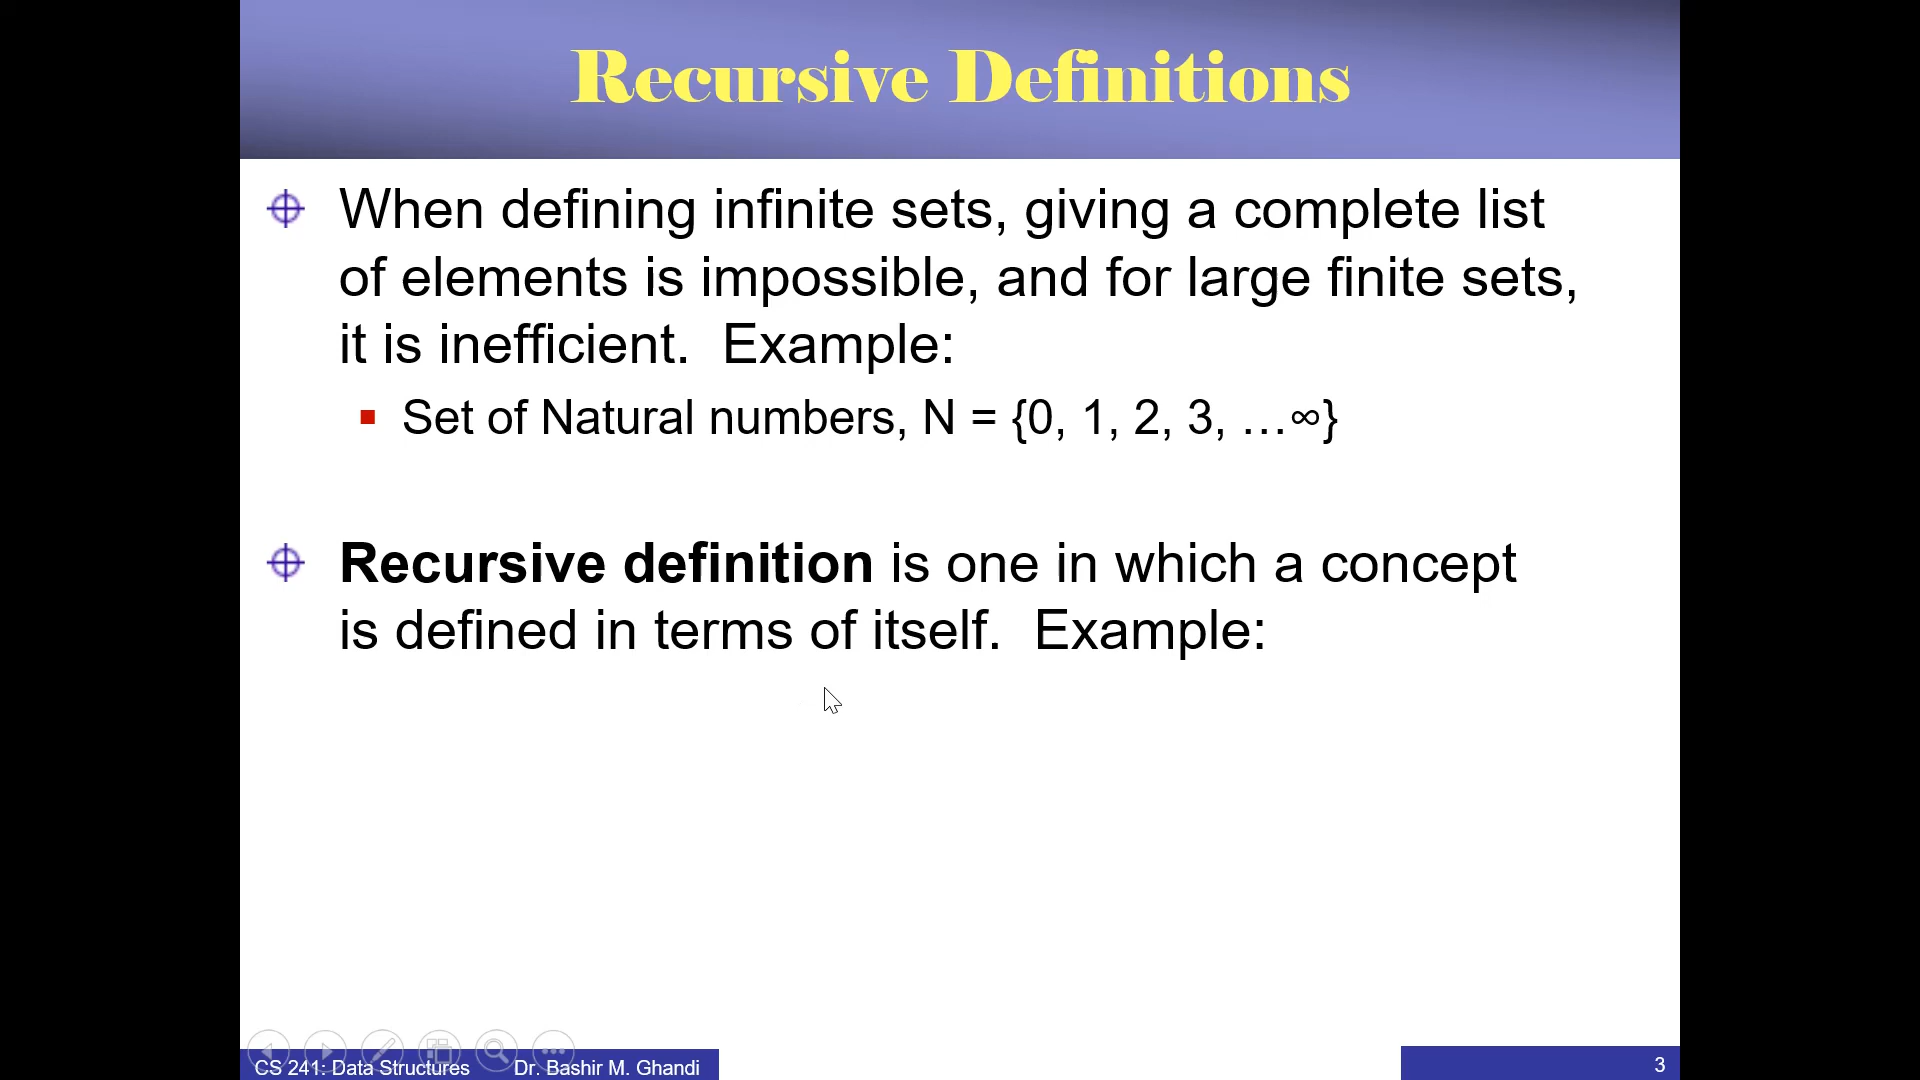 Recursive Definitions
When defining infinite sets, giving a complete list
of elements is impossible, and for large finite sets,
it is inefficient. Example:
Set of Natural numbers, N = {0, 1, 2, 3, …∞}
Recursive definition is one in which a concept
is defined in terms of itself. Example:
CS 241: Data Structures Dr. Bashir M. Ghandi
3